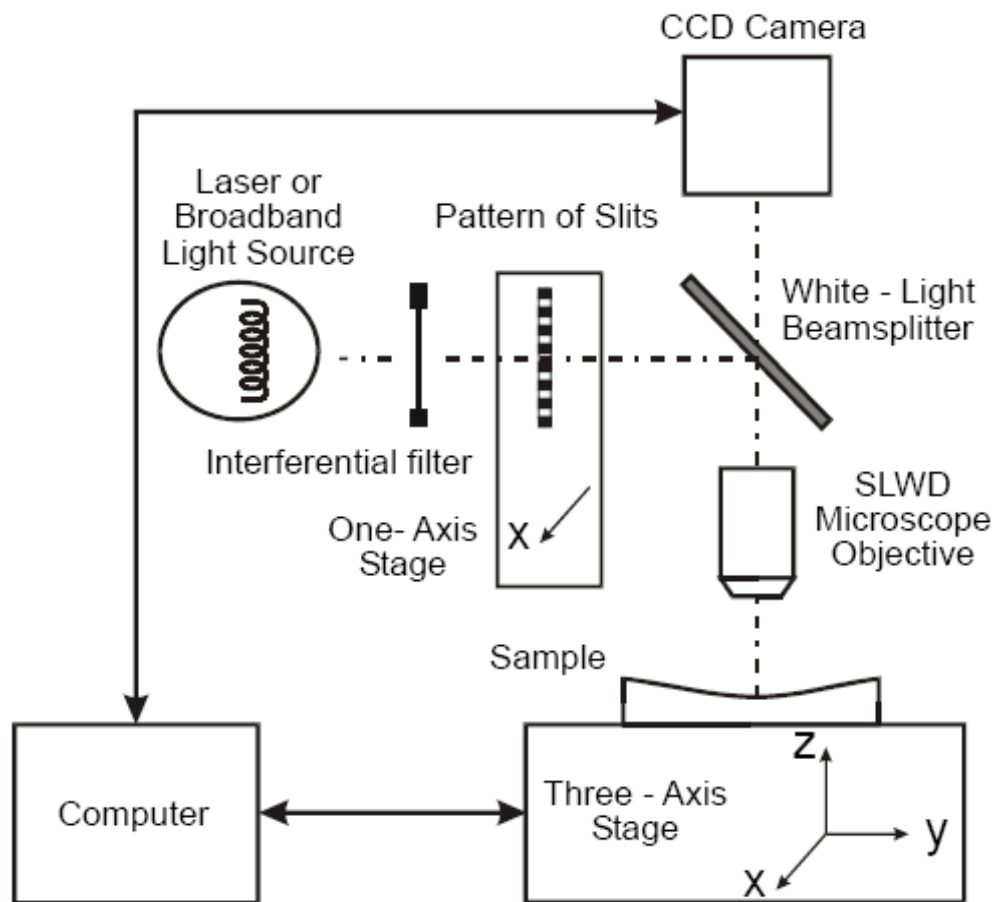 CCD Camera
Laser or
Broadband
Light Source
Pattern of Slits
White - Light
Beamsplitter
Interferential filter
One- Axis
Stage
X
SLWD
Microscope
Objective
Sample
Computer
Three - Axis
Stage
z
y
x